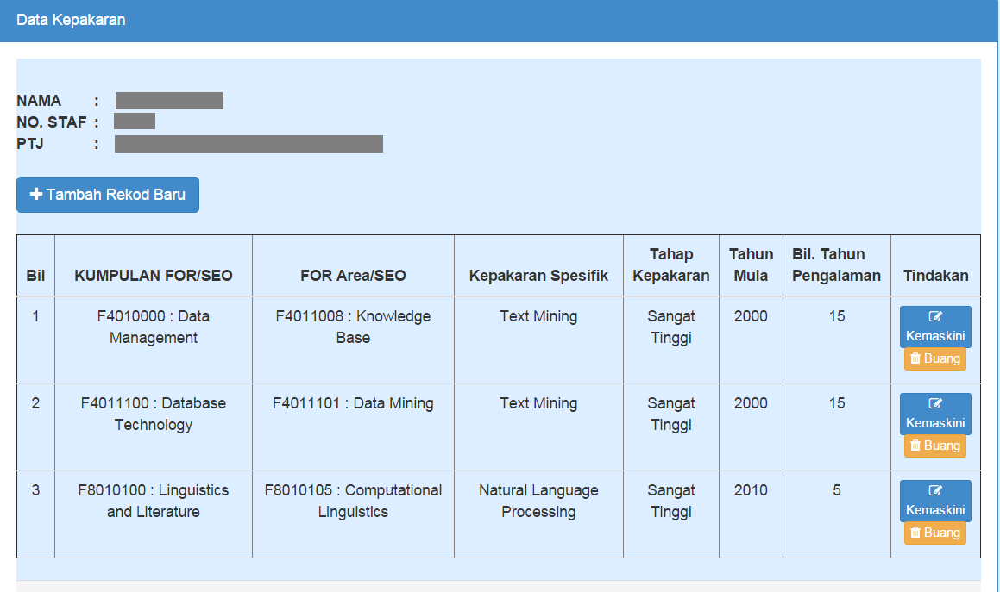 Data Kepakaran
NAMA :
NO. STAF :
PTJ :
Tambah Rekod Baru
Bil KUMPULAN FOR/SEO FOR Area/SEO Kepakaran Spesifik Tahap Kepakaran Tahun Mula Bil. Tahun Pengalaman Tindakan
1 F4010000 : Data Management F4011008 : Knowledge Base Text Mining Sangat Tinggi 2000 15 Kemaskini Buang
2 F4011100 : Database Technology F4011101 : Data Mining Text Mining Sangat Tinggi 2000 15 Kemaskini Buang
3 F8010100 : Linguistics and Literature F8010105 : Computational Linguistics Natural Language Processing Sangat Tinggi 2010 5 Kemaskini Buang